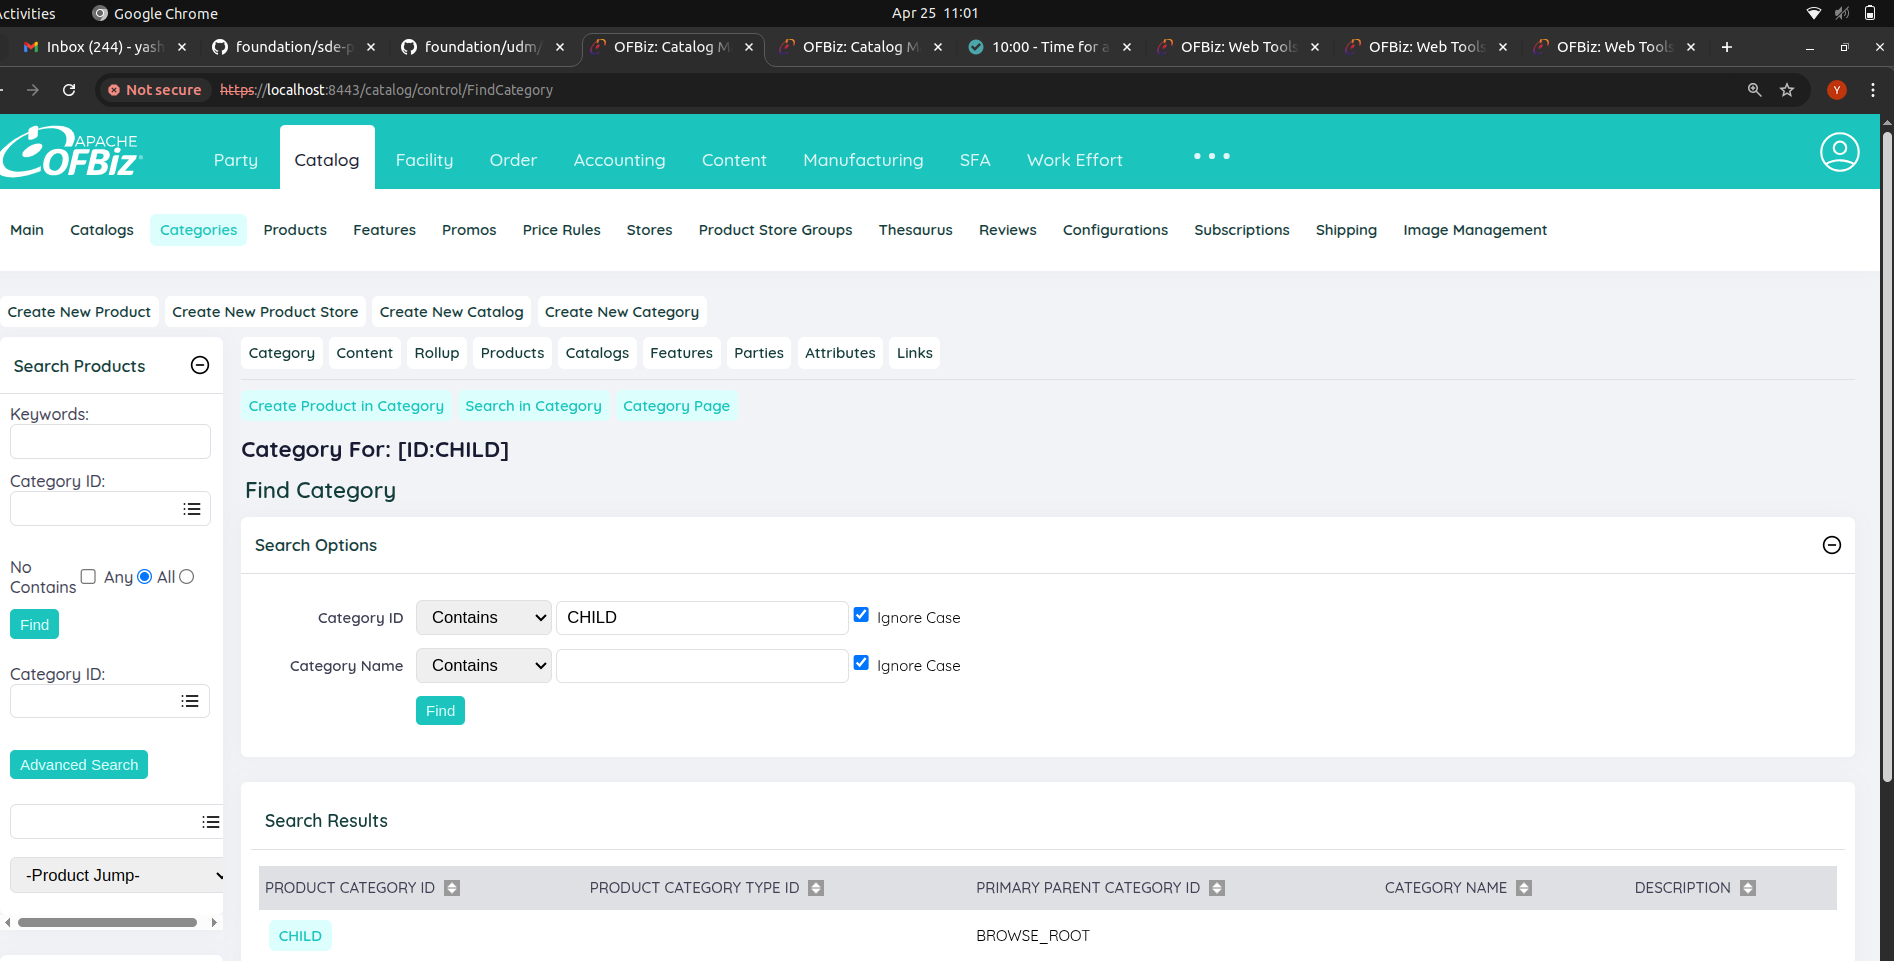 Activities Google Chrome Apr 25 11:01
Inbox (244) - yash foundation/sde-p foundation/udm/ OFBiz: Catalog M OFBiz: Catalog M 10:00 - Time for a OFBiz: Web Tools OFBiz: Web Tools OFBiz: Web Tools
Not secure https://localhost:8443/catalog/control/FindCategory Y
APACHE OFBiz Party Catalog Facility Order Accounting Content Manufacturing SFA Work Effort
Main Catalogs Categories Products Features Promos Price Rules Stores Product Store Groups Thesaurus Reviews Configurations Subscriptions Shipping Image Management
Create New Product Create New Product Store Create New Catalog Create New Category
Search Products
Keywords:
Category ID:
No Contains Any All
Find
Category ID:
Advanced Search
-Product Jump-
Category Content Rollup Products Catalogs Features Parties Attributes Links
Create Product in Category Search in Category Category Page
Category For: [ID:CHILD]
Find Category
Search Options
Category ID Contains CHILD Ignore Case
Category Name Contains Ignore Case
Find
Search Results
PRODUCT CATEGORY ID PRODUCT CATEGORY TYPE ID PRIMARY PARENT CATEGORY ID CATEGORY NAME DESCRIPTION
CHILD BROWSE_ROOT